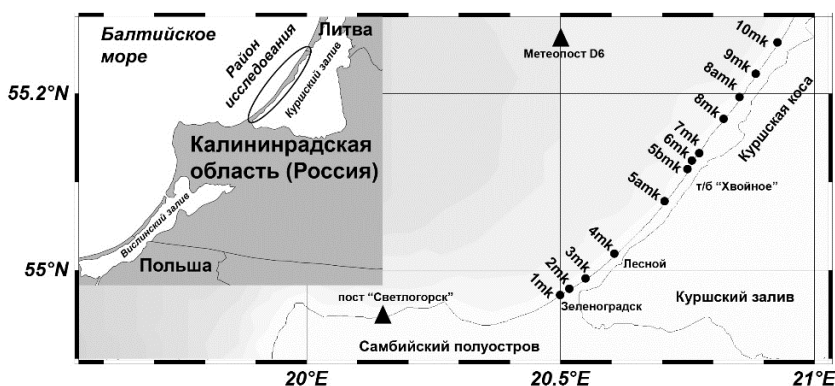 Балтийское
море
Район
исследования
Литва
Куршский залив
Калининрадская
область (Россия)
Вислинский залив
Польша
Метеопост D6
10mk
9mk
8amk
8mk
7mk
6mk
5bmk
5amk
4mk
3mk
2mk
1mk
Куршская коса
т/б “Хвойное”
Лесной
Зеленоградск
Куршский залив
пост “Светлогорск”
Самбийский полуостров
55.2°N
55°N
20°E
20.5°E
21°E